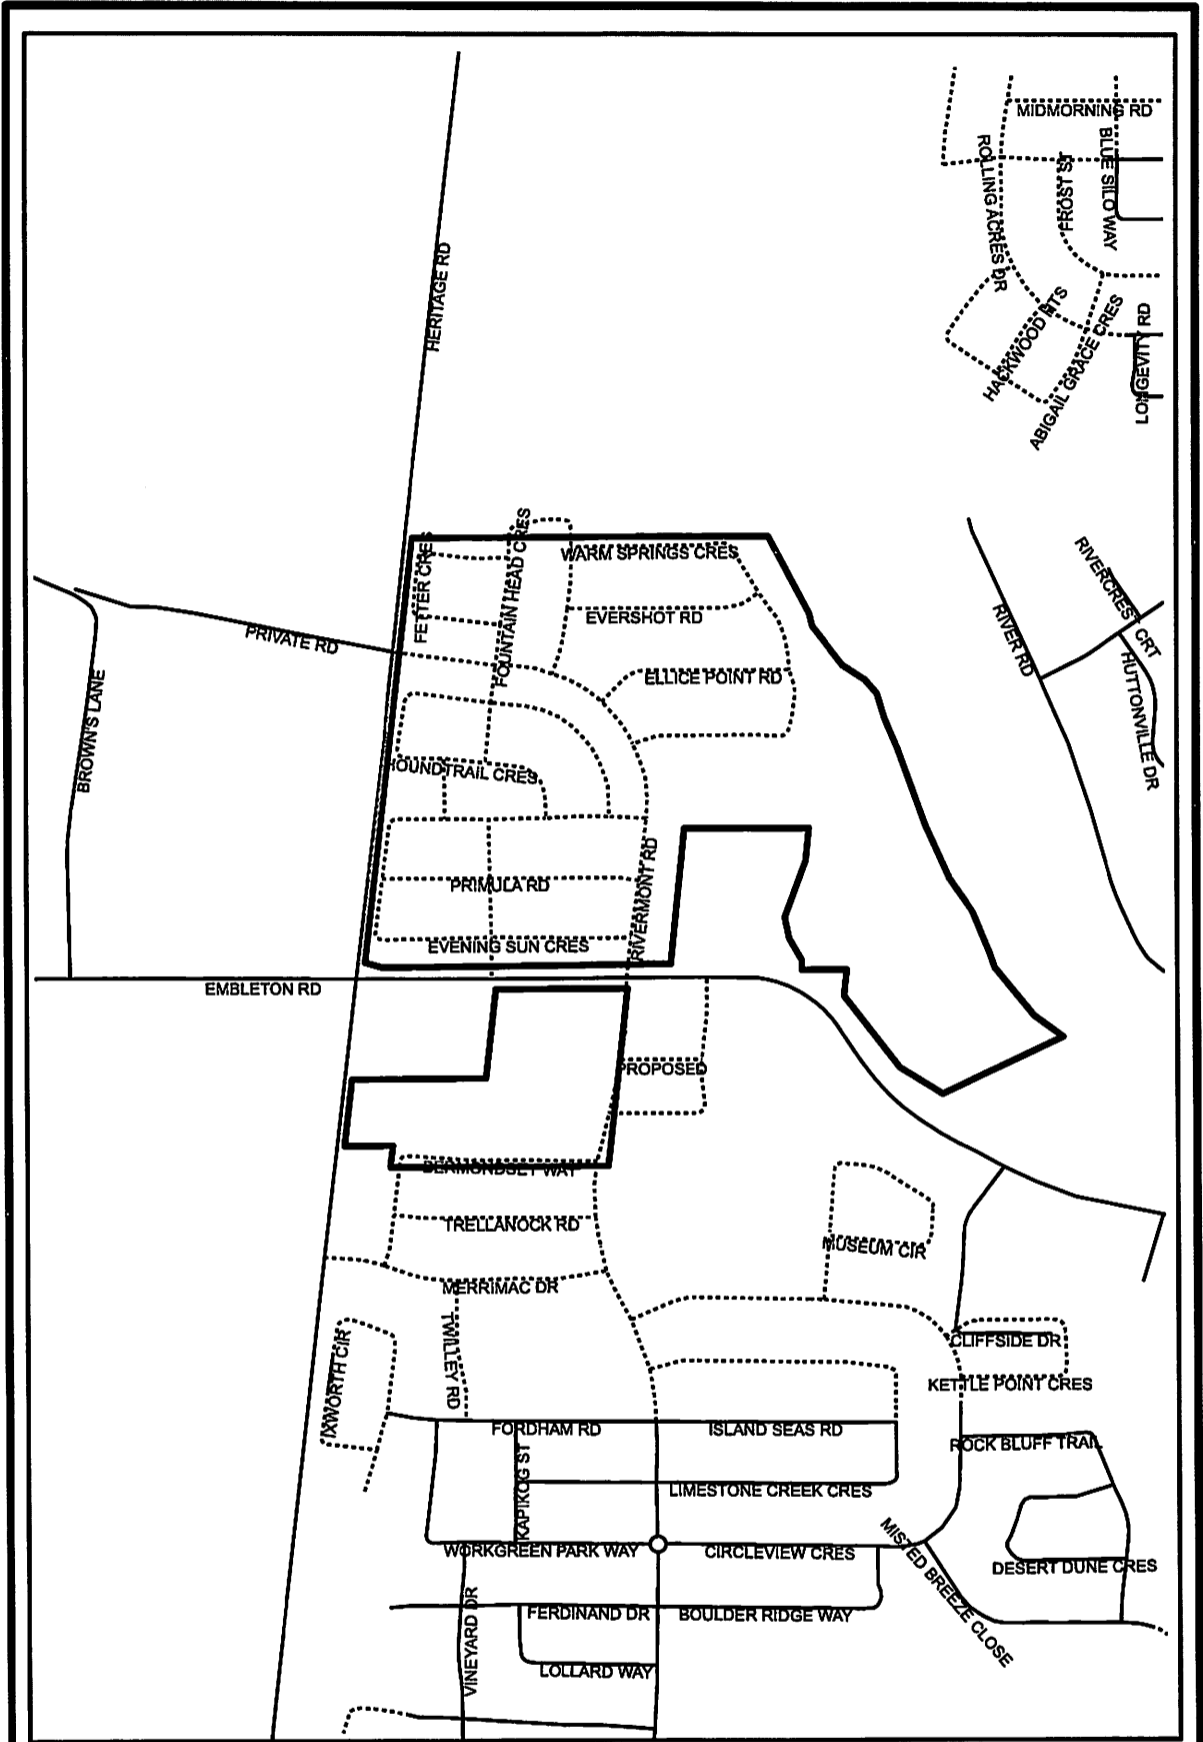 MIDMORNING RD
ROLLING ACRES DR
FROST ST
BLUE SILO WAY
HERITAGE RD
HACKWOOD HTS
ABIGAIL GRACE CRES
LONGEVITY RD
FETTER CRES
FOUNTAIN HEAD CRES
WARM SPRINGS CRES
RIVERCREST CRT
EVERSHOT RD
RIVER RD
PRIVATE RD
HUTTONVILLE DR
ELLICE POINT RD
BROWN'S LANE
HOUNDTRAIL CRES
PRIMULA RD
RIVERMONT RD
EVENING SUN CRES
EMBLETON RD
PROPOSED
BERMONDSEY WAY
TRELLANOCK RD
MUSEUM CIR
MERRIMAC DR
CLIFFSIDE DR
TWILLEY RD
IXWORTH CIR
KETTLE POINT CRES
FORDHAM RD
ISLAND SEAS RD
ROCK BLUFF TRAIL
KAPIKOG ST
LIMESTONE CREEK CRES
WORKGREEN PARK WAY
CIRCLEVIEW CRES
MISTED BREEZE CLOSE
DESERT DUNE CRES
VINEYARD DR
FERDINAND DR
BOULDER RIDGE WAY
LOLLARD WAY